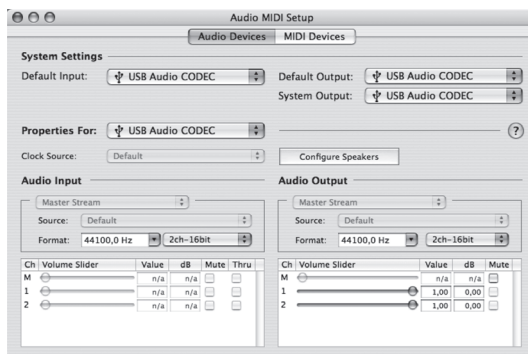 Audio MIDI Setup
Audio Devices MIDI Devices
System Settings
Default Input: USB Audio CODEC
Default Output: USB Audio CODEC
System Output: USB Audio CODEC
Properties For: USB Audio CODEC ?
Clock Source: Default
Configure Speakers
Audio Input
Master Stream
Source: Default
Format: 44100,0 Hz 2ch-16bit
Ch Volume Slider Value dB Mute Thru
M n/a n/a
1 n/a n/a
2 n/a n/a
Audio Output
Master Stream
Source: Default
Format: 44100,0 Hz 2ch-16bit
Ch Volume Slider Value dB Mute
M n/a n/a
1 1,00 0,00
2 1,00 0,00